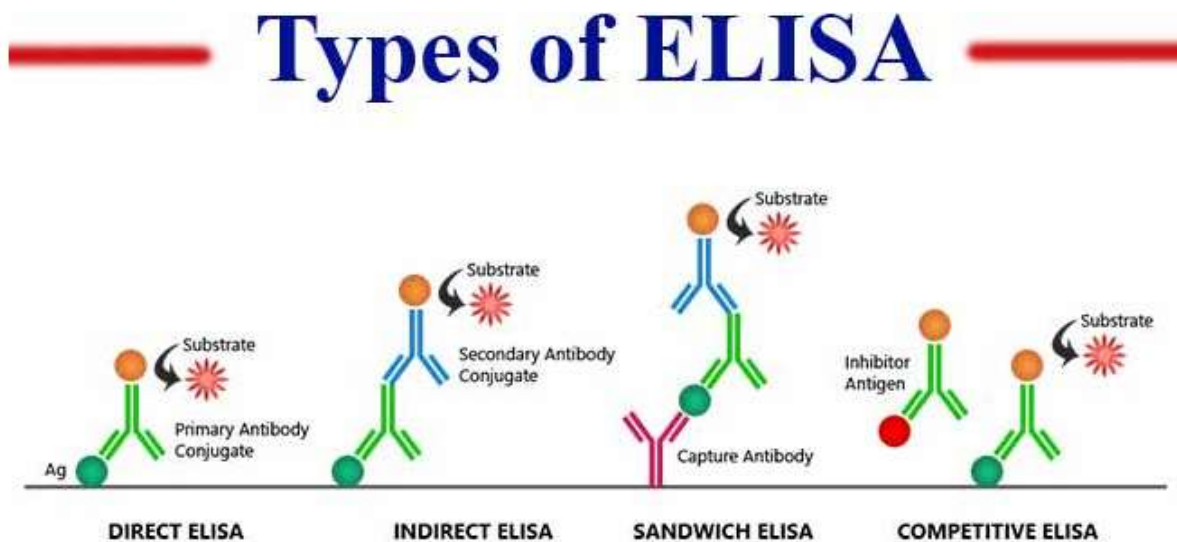 Types of ELISA
Substrate
Primary Antibody
Conjugate
Ag
DIRECT ELISA
Substrate
Secondary Antibody
Conjugate
INDIRECT ELISA
Substrate
Capture Antibody
SANDWICH ELISA
Inhibitor
Antigen
Substrate
COMPETITIVE ELISA